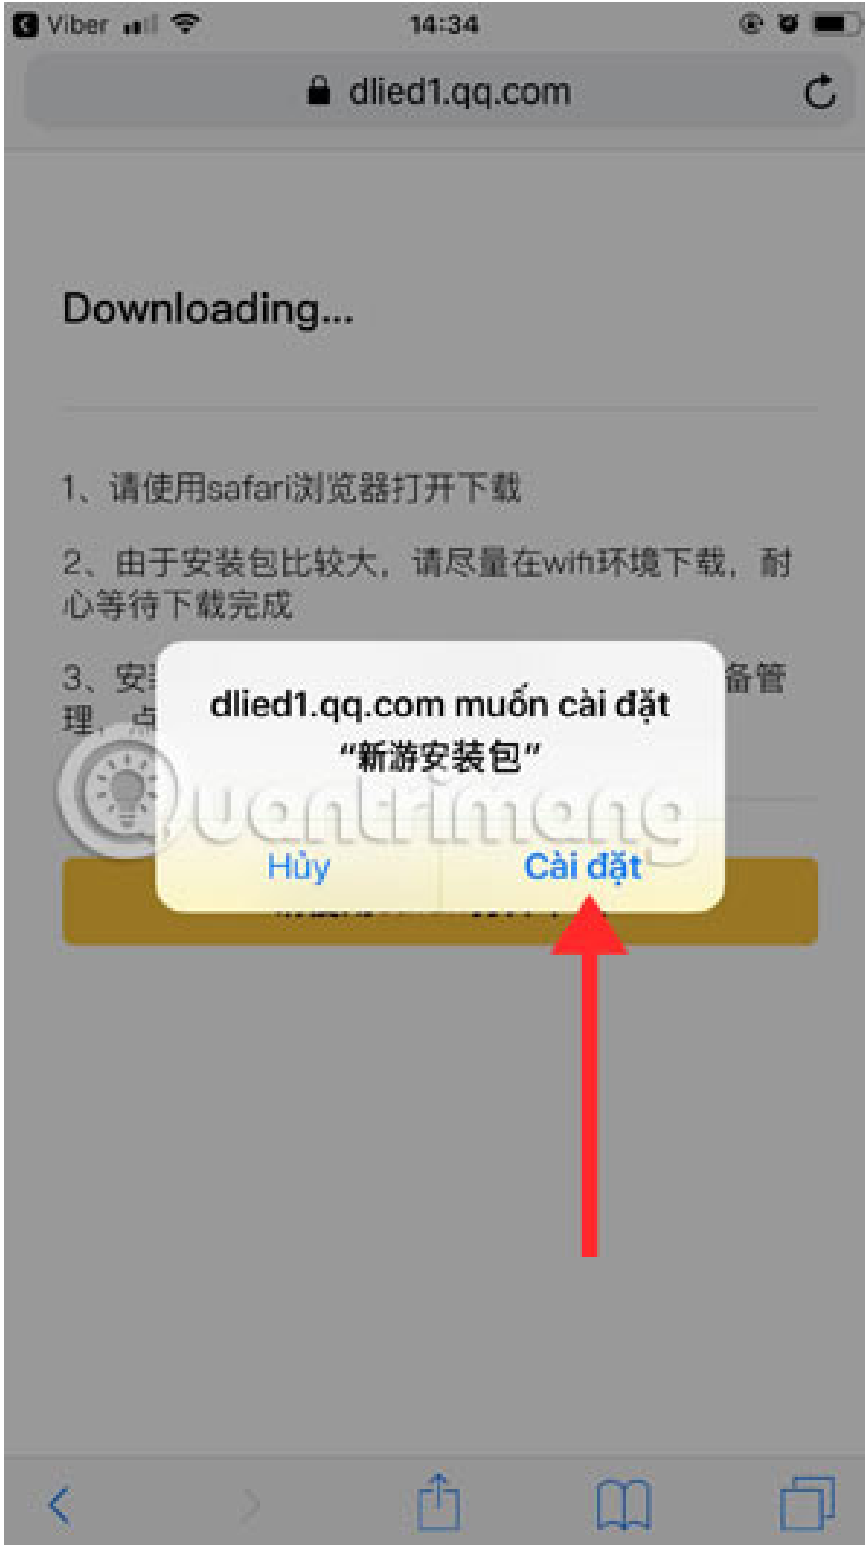 Viber
14:34
dlied1.qq.com
Downloading...
1、请使用safari浏览器打开下载
2、由于安装包比较大，请尽量在wifi环境下载，耐
心等待下载完成
3、安 备管
理，点
dlied1.qq.com muốn cài đặt
“新游安装包”
Quantrimang
Hủy
Cài đặt